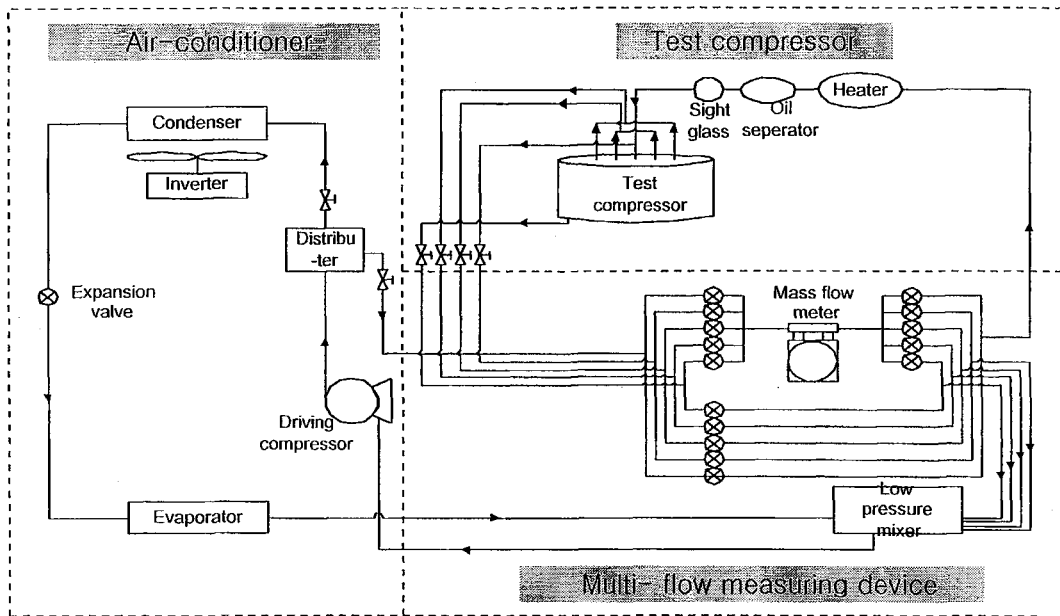 Air-conditioner
Test compressor
Condenser
Inverter
Distribu
-ter
Expansion
valve
Driving
compressor
Evaporator
Sight
glass
Oil
seperator
Heater
Test
compressor
Mass flow
meter
Low
pressure
mixer
Multi- flow measuring device